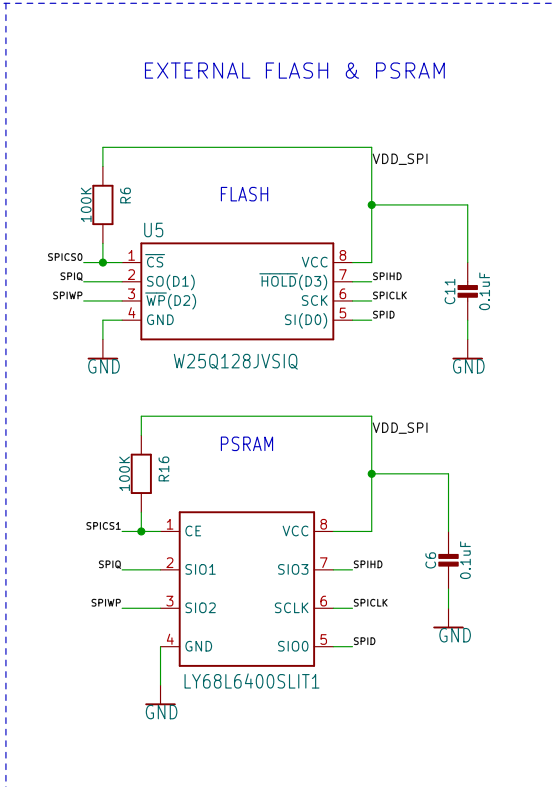 EXTERNAL FLASH & PSRAM
VDD_SPI
100K
R6
FLASH
U5
SPICS0 1 CS VCC 8
SPIQ 2 SO(D1) HOLD(D3) 7 SPIHD
SPIWP 3 WP(D2) SCK 6 SPICLK
4 GND SI(D0) 5 SPID
C11
0.1uF
GND
W25Q128JVSIQ
GND
VDD_SPI
100K
R16
PSRAM
SPICS1 1 CE VCC 8
SPIQ 2 SIO1 SIO3 7 SPIHD
SPIWP 3 SIO2 SCLK 6 SPICLK
4 GND SIO0 5 SPID
C6
0.1uF
GND
LY68L6400SLIT1
GND